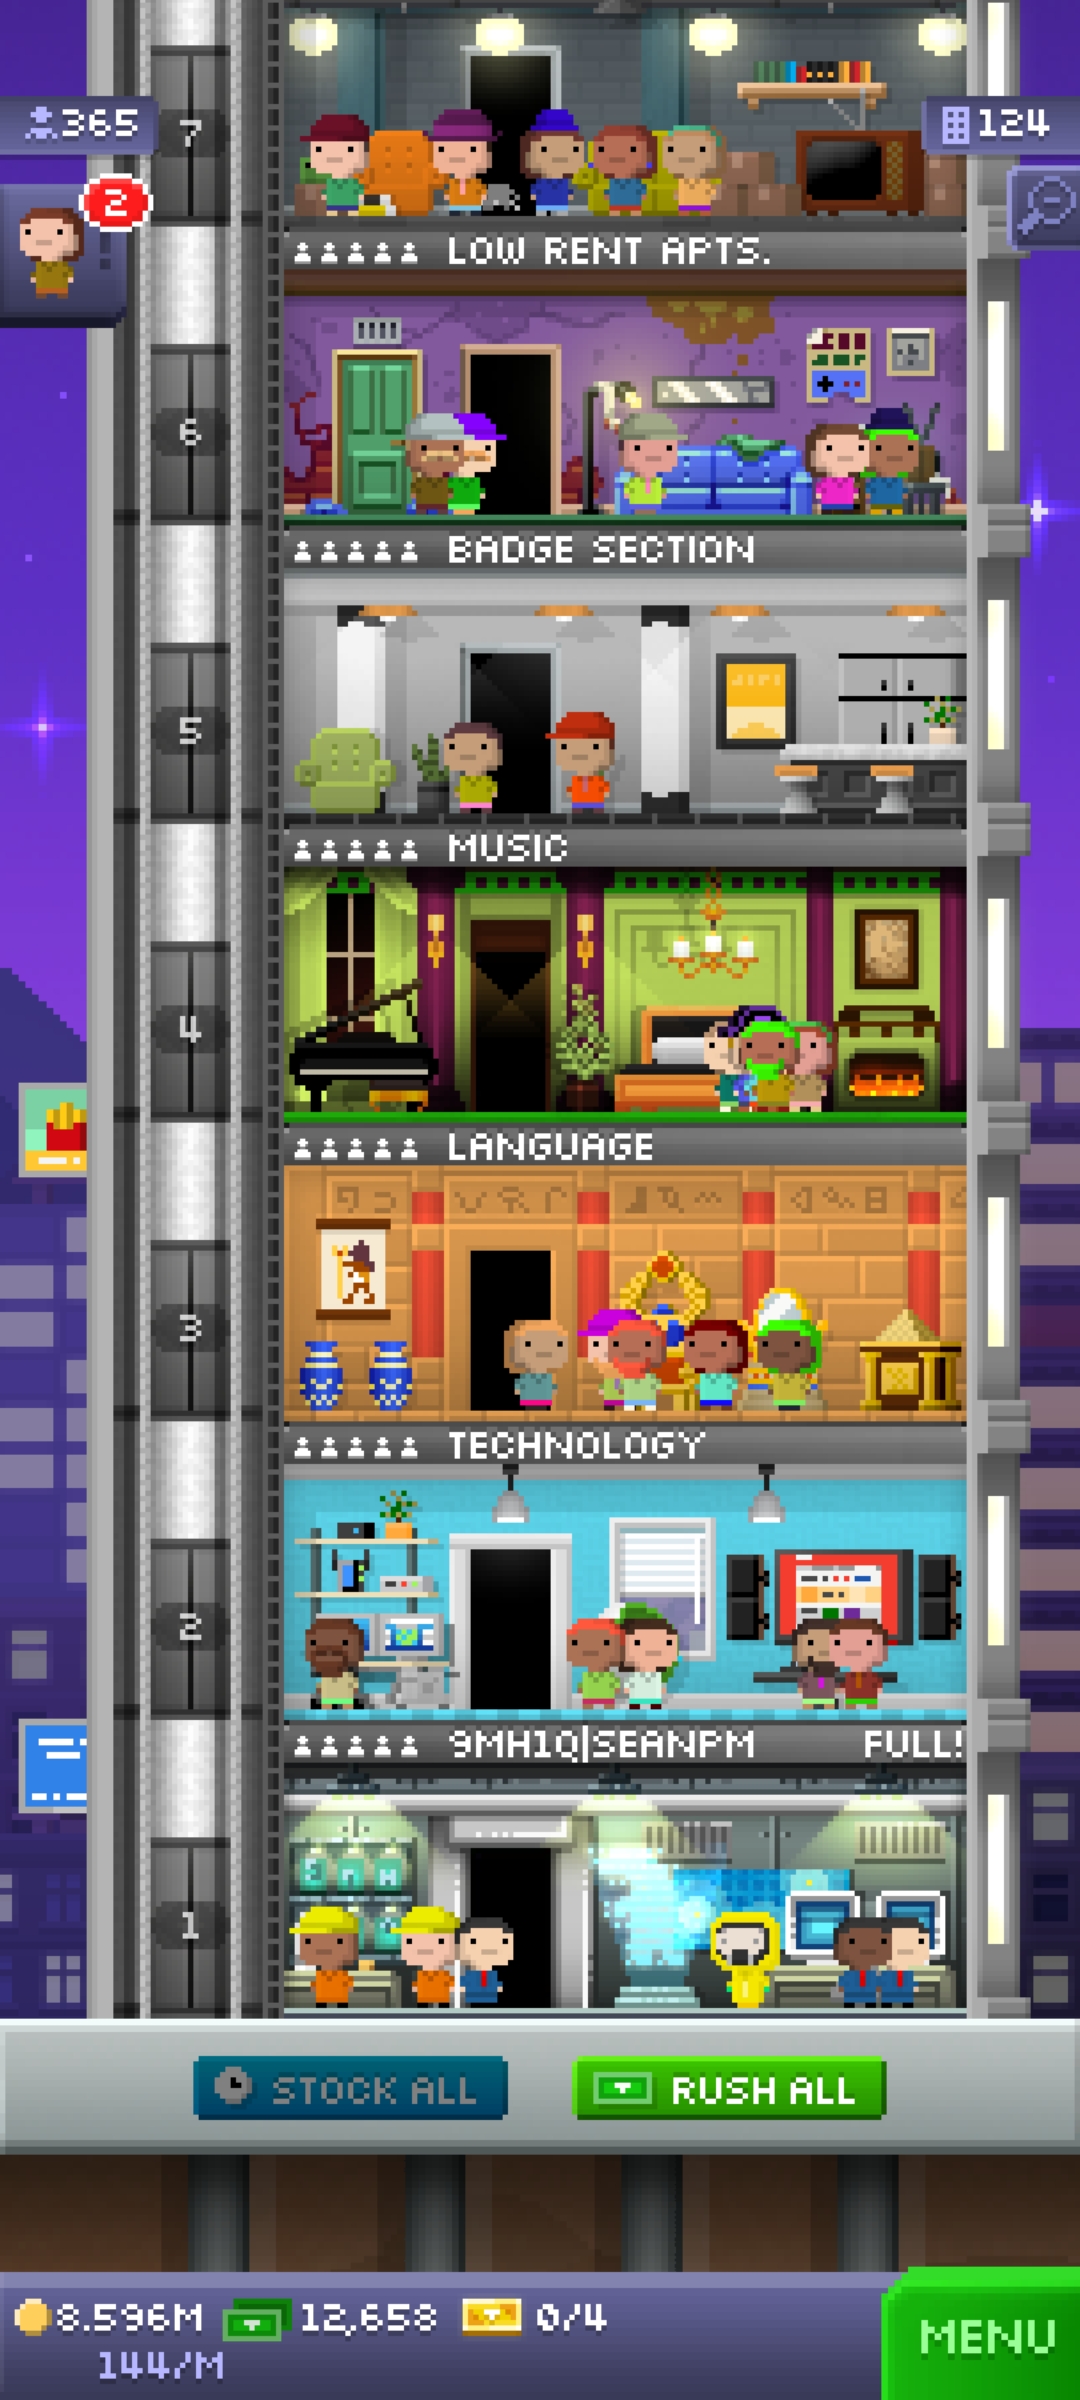 7
365
124
2
LOW RENT APTS.
6
BADGE SECTION
5
MUSIC
4
LANGUAGE
3
TECHNOLOGY
2
9MH1Q|SEANPM FULL!
1
STOCK ALL
RUSH ALL
8.596M 12,658 0/4
144/M
MENU